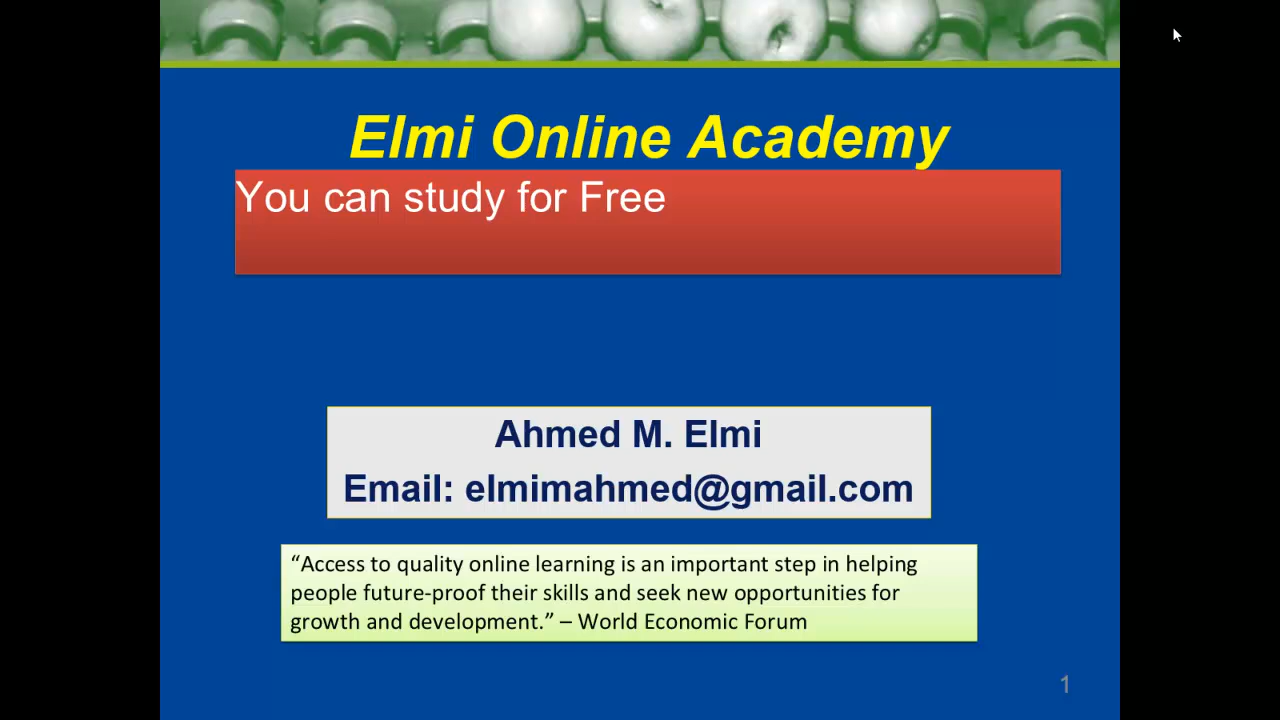 Elmi Online Academy
You can study for Free
Ahmed M. Elmi
Email: elmimahmed@gmail.com
“Access to quality online learning is an important step in helping
people future-proof their skills and seek new opportunities for
growth and development.” – World Economic Forum
1